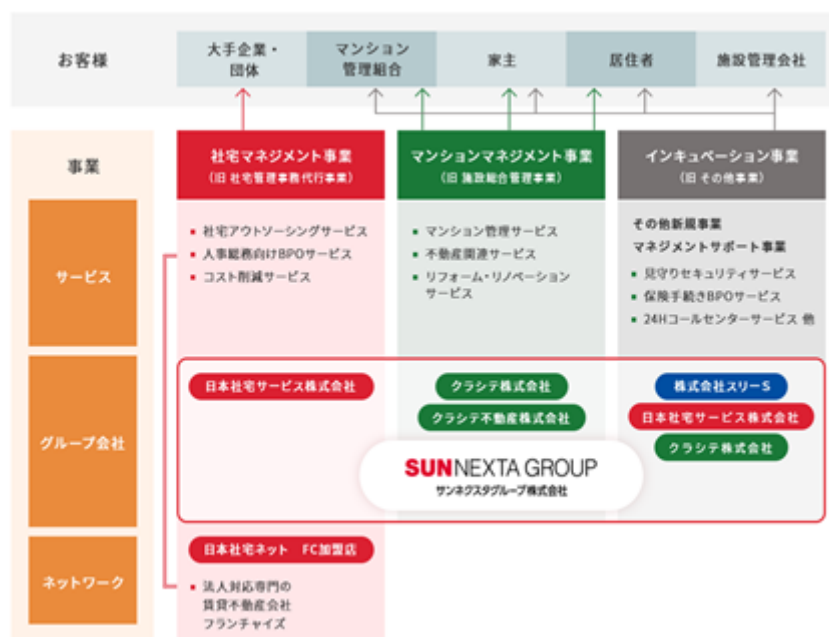 お客様
大手企業・
団体
マンション
管理組合
家主
居住者
施設管理会社
事業
社宅マネジメント事業
（旧 社宅管理事務代行事業）
マンションマネジメント事業
（旧 施設総合管理事業）
インキュベーション事業
（旧 その他事業）
サービス
社宅アウトソーシングサービス
人事総務向けBPOサービス
コスト削減サービス
マンション管理サービス
不動産関連サービス
リフォーム・リノベーション
サービス
その他新規事業
マネジメントサポート事業
見守りセキュリティサービス
保険手続きBPOサービス
24Hコールセンターサービス 他
グループ会社
日本社宅サービス株式会社
クラシテ株式会社
クラシテ不動産株式会社
株式会社スリーS
日本社宅サービス株式会社
クラシテ株式会社
SUNNEXTA GROUP
サンネクスタグループ株式会社
ネットワーク
日本社宅ネット FC加盟店
法人対応専門の
賃貸不動産会社
フランチャイズ